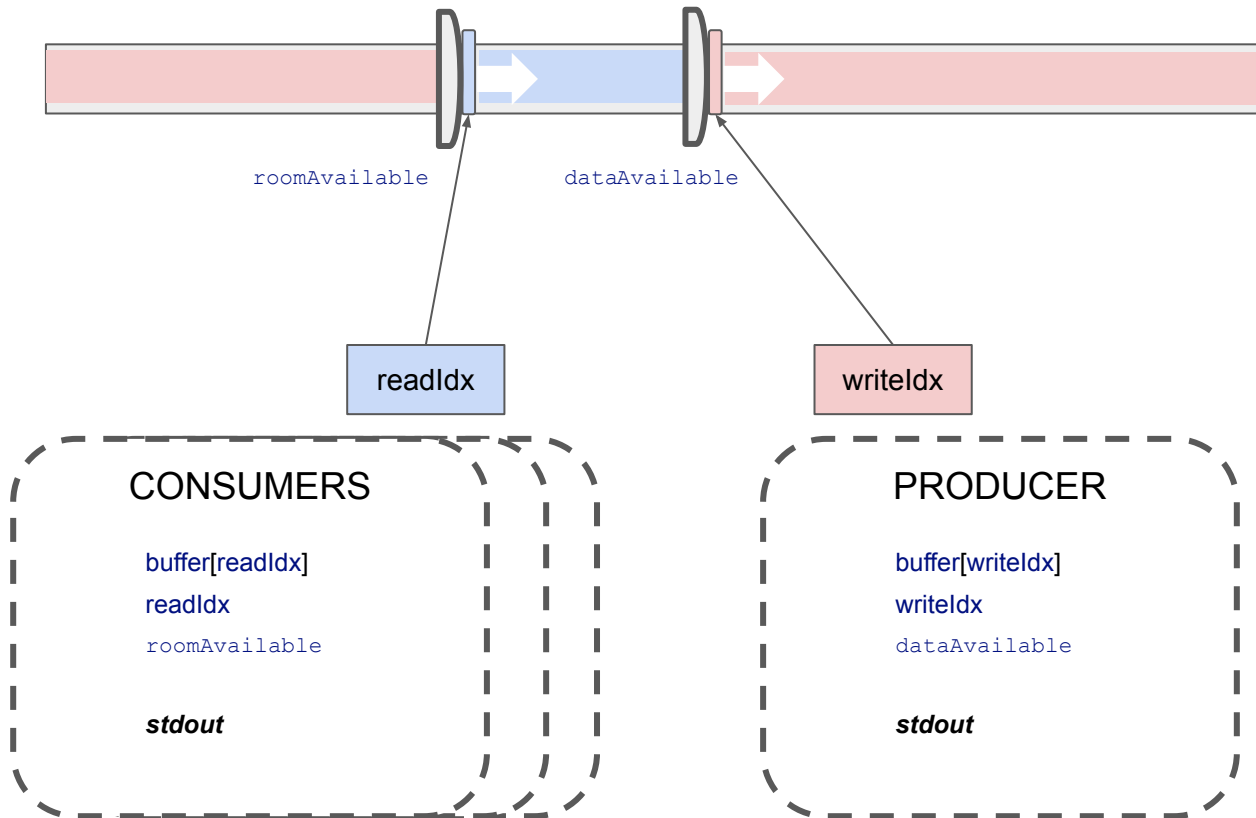 roomAvailable
dataAvailable
readIdx
writeIdx
CONSUMERS
buffer[readIdx]
readIdx
roomAvailable
stdout
PRODUCER
buffer[writeIdx]
writeIdx
dataAvailable
stdout